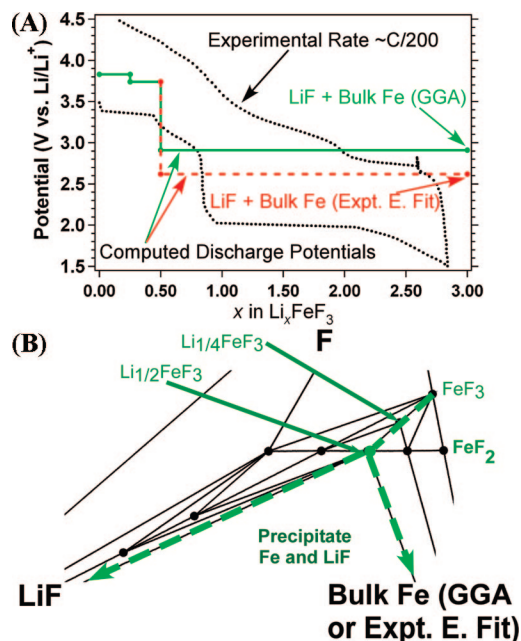 (A)
4.5
4.0
3.5
3.0
2.5
2.0
1.5
Potential (V vs. Li/Li⁺)
Experimental Rate ~C/200
LiF + Bulk Fe (GGA)
LiF + Bulk Fe (Expt. E. Fit)
Computed Discharge Potentials
0.00 0.50 1.00 1.50 2.00 2.50 3.00
x in LiₓFeF₃
(B)
F
Li₁/₄FeF₃
Li₁/₂FeF₃
FeF₃
FeF₂
Precipitate
Fe and LiF
LiF
Bulk Fe (GGA
or Expt. E. Fit)